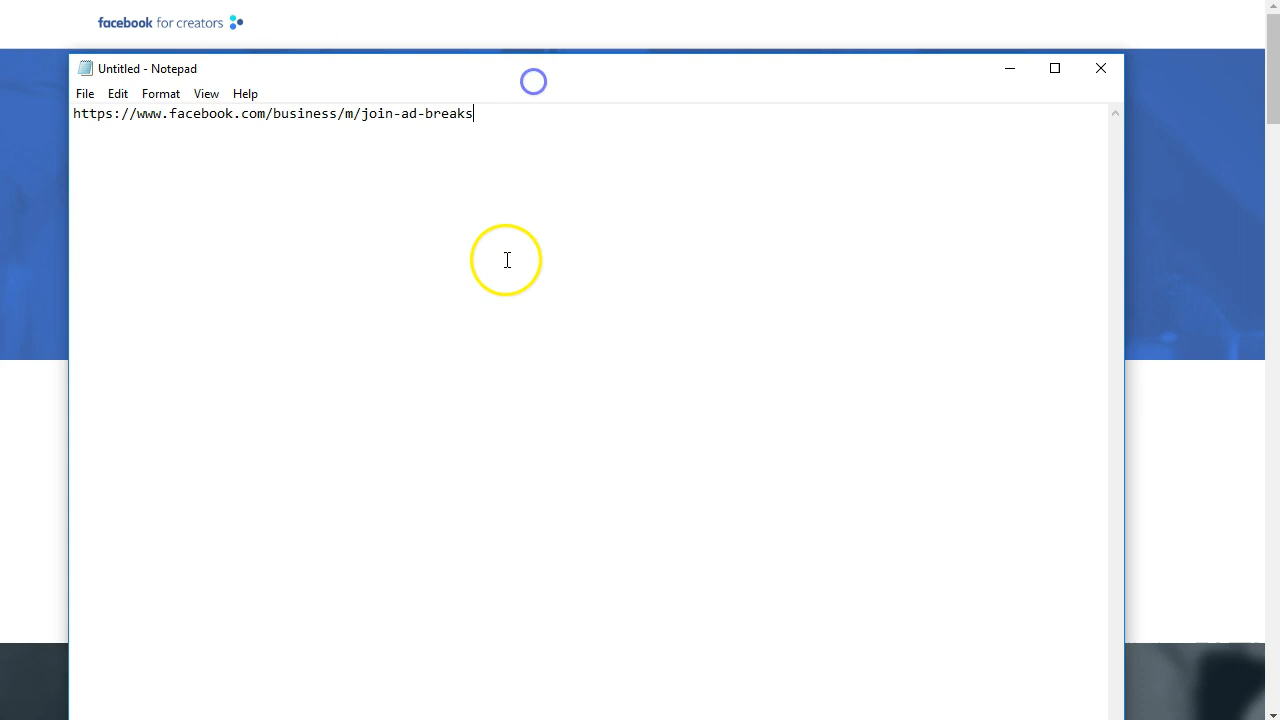 facebook for creators
Untitled - Notepad
File Edit Format View Help
https://www.facebook.com/business/m/join-ad-breaks